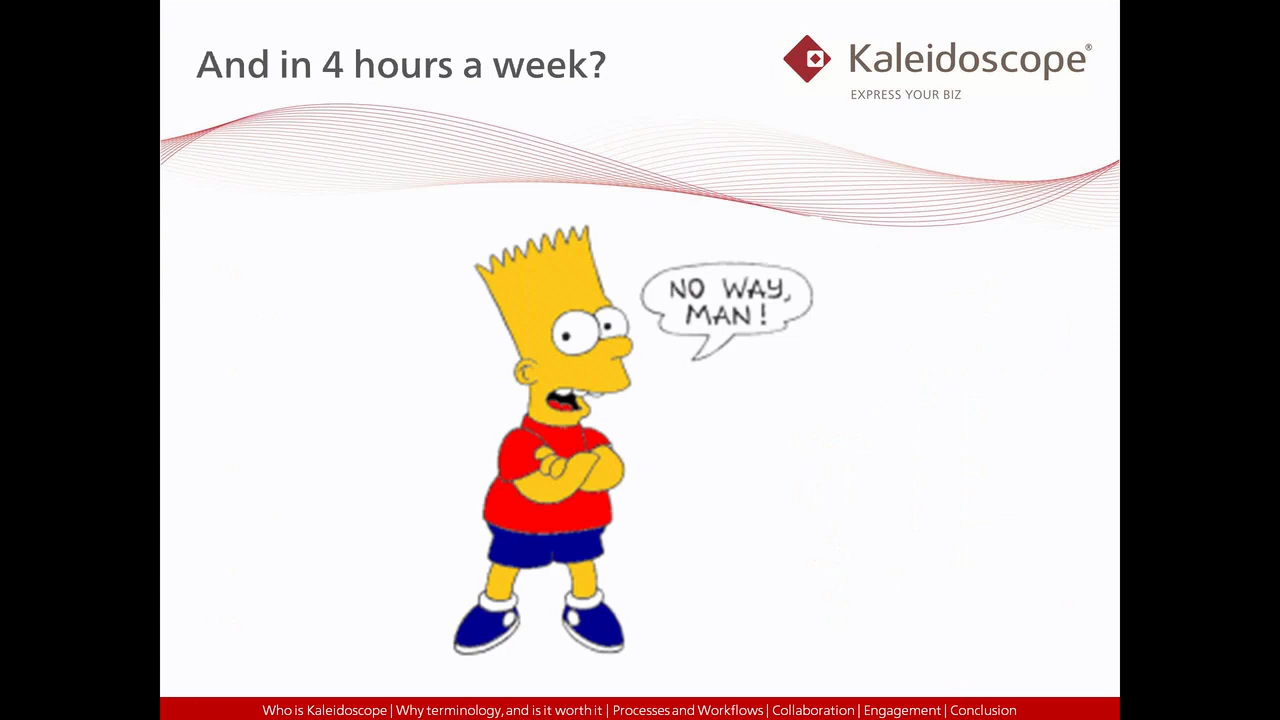 And in 4 hours a week?
Kaleidoscope®
EXPRESS YOUR BIZ
NO WAY,
MAN!
Who is Kaleidoscope | Why terminology, and is it worth it | Processes and Workflows | Collaboration | Engagement | Conclusion